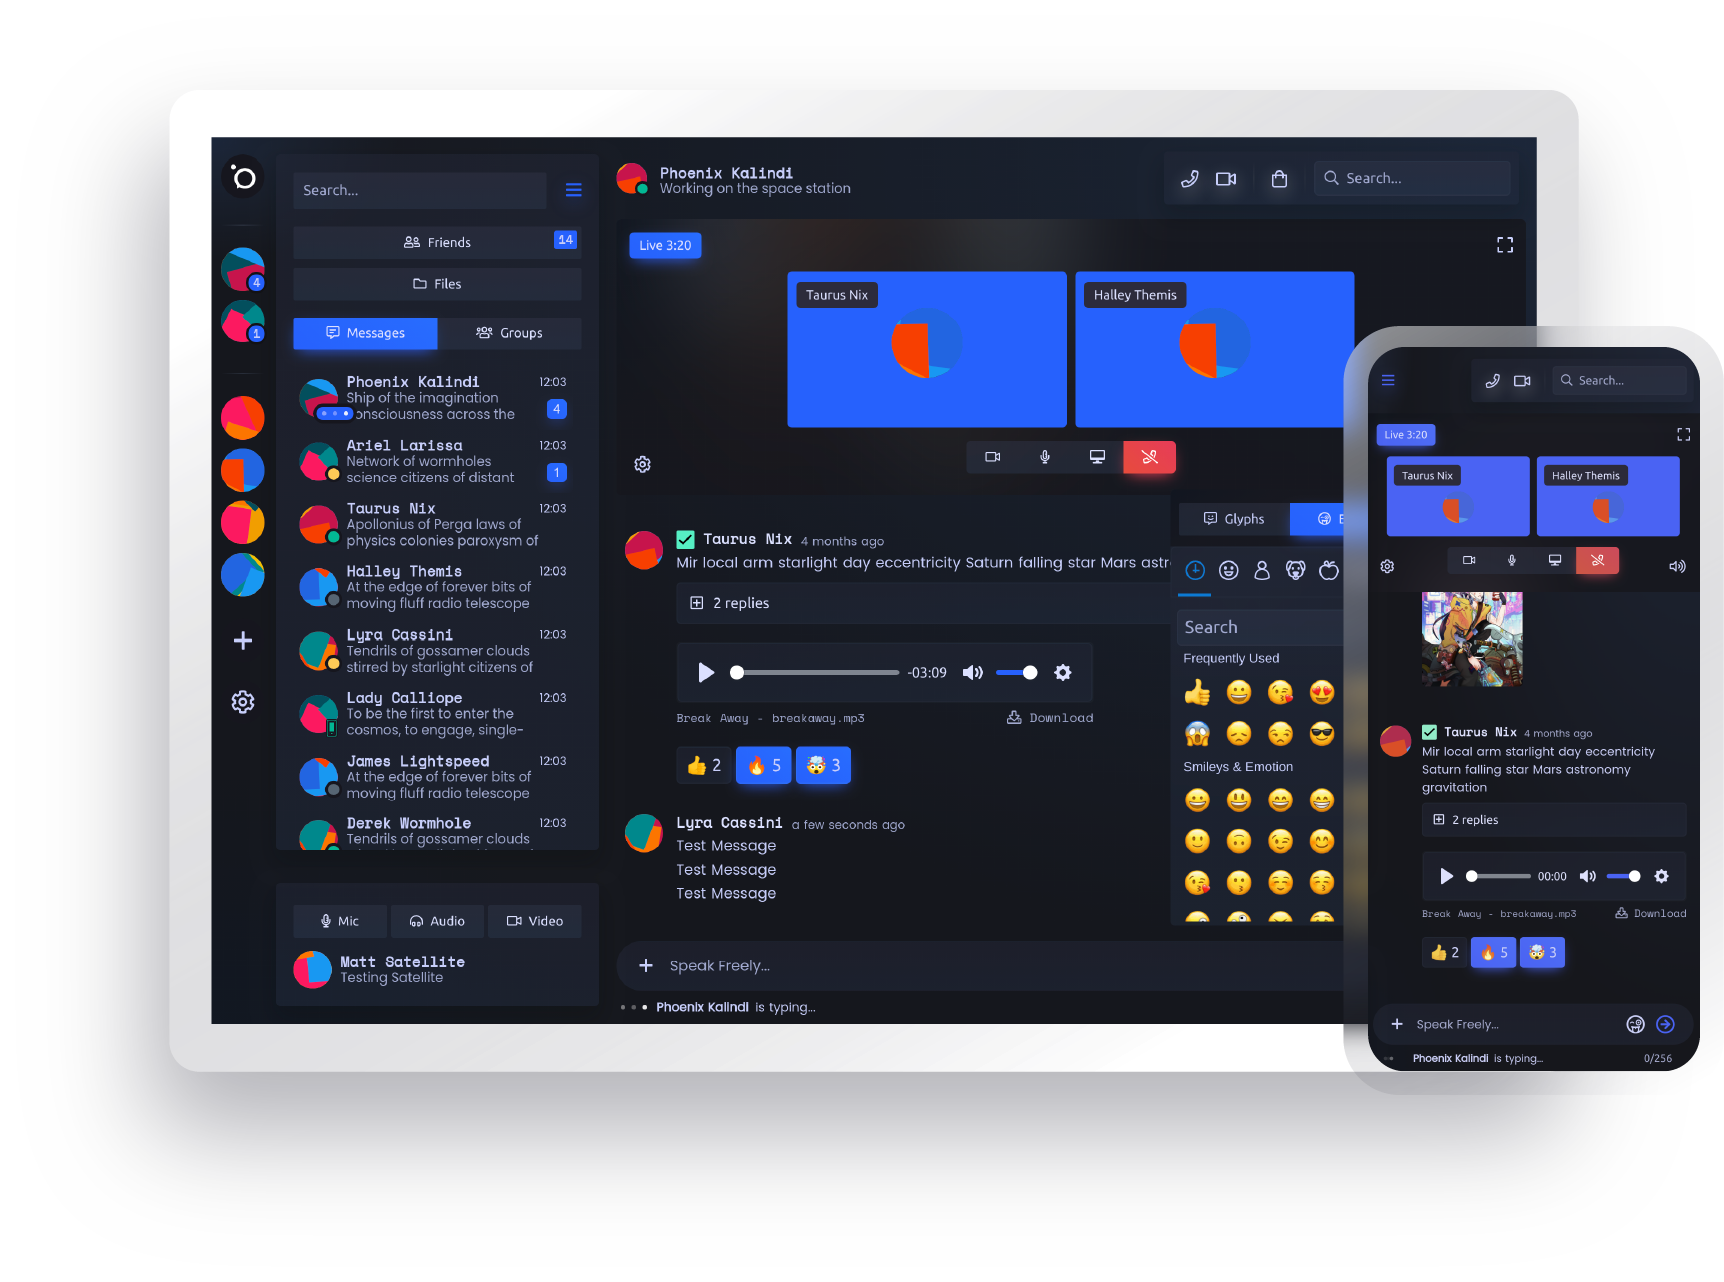 4
1
Search...
Friends
14
Files
Messages
Groups
Phoenix Kalindi
12:03
Ship of the imagination
consciousness across the
4
Ariel Larissa
12:03
Network of wormholes
science citizens of distant
1
Taurus Nix
12:03
Apollonius of Perga laws of
physics colonies paroxysm of
Halley Themis
12:03
At the edge of forever bits of
moving fluff radio telescope
Lyra Cassini
12:03
Tendrils of gossamer clouds
stirred by starlight citizens of
Lady Calliope
12:03
To be the first to enter the
cosmos, to engage, single-
James Lightspeed
12:03
At the edge of forever bits of
moving fluff radio telescope
Derek Wormhole
12:03
Tendrils of gossamer clouds
Mic
Audio
Video
Matt Satellite
Testing Satellite
Phoenix Kalindi
Working on the space station
Search...
Live 3:20
Taurus Nix
Halley Themis
Taurus Nix 4 months ago
Mir local arm starlight day eccentricity Saturn falling star Mars astr
2 replies
-03:09
Break Away - breakaway.mp3
Download
2
5
3
Lyra Cassini a few seconds ago
Test Message
Test Message
Test Message
Glyphs
E
Search
Frequently Used
Smileys & Emotion
Speak Freely...
Phoenix Kalindi is typing...
Search...
Live 3:20
Taurus Nix
Halley Themis
Taurus Nix 4 months ago
Mir local arm starlight day eccentricity
Saturn falling star Mars astronomy
gravitation
2 replies
00:00
Break Away - breakaway.mp3
Download
2
5
3
Speak Freely...
Phoenix Kalindi is typing...
0/256